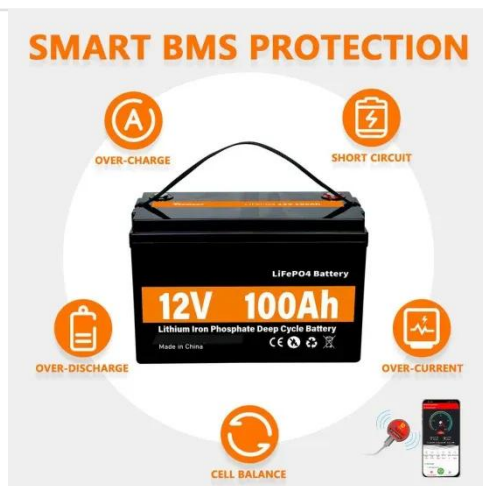 SMART BMS PROTECTION
OVER-CHARGE
SHORT CIRCUIT
LiFePO4 Battery
12V 100Ah
Lithium Iron Phosphate Deep Cycle Battery
Made in China
CE
OVER-DISCHARGE
OVER-CURRENT
CELL BALANCE